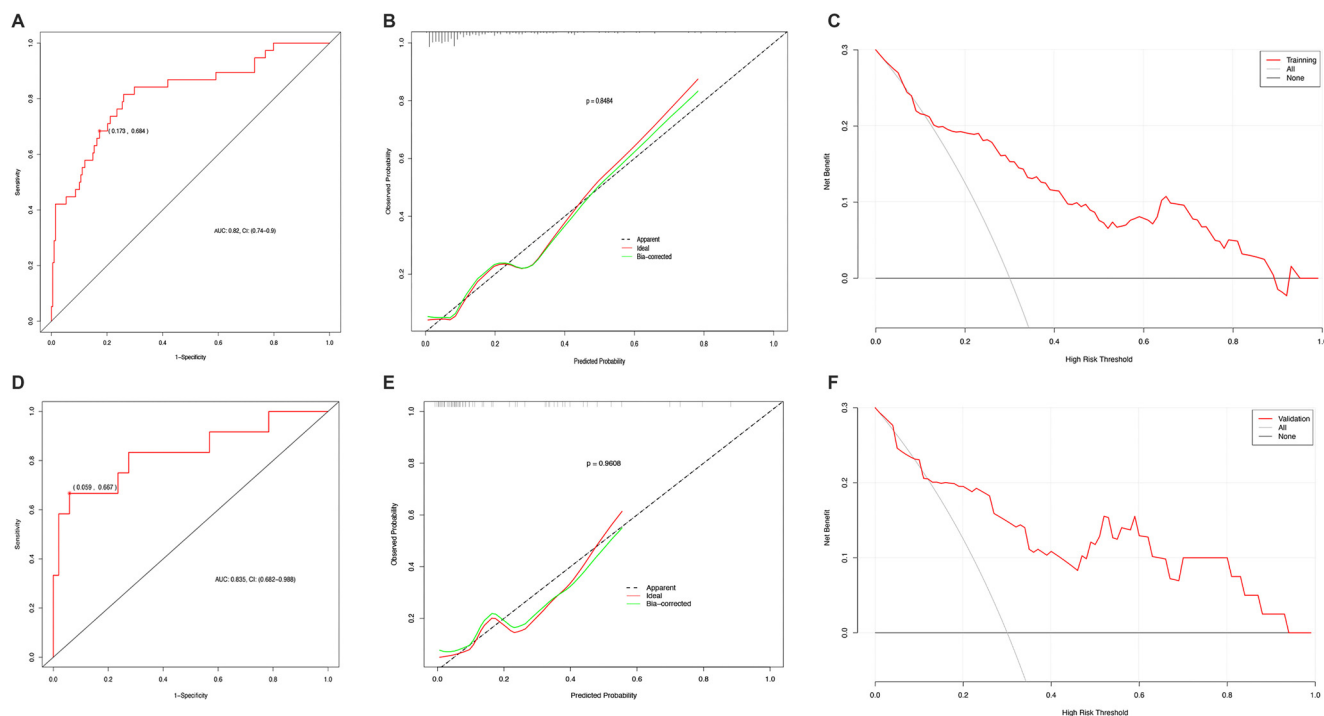 A
Sensitivity
0.0
0.2
0.4
0.6
0.8
1.0
( 0.173 , 0.684 )
AUC: 0.82, CI: (0.74−0.9)
0.0 0.2 0.4 0.6 0.8 1.0
1−Specificity
B
Observed Probability
0.2
0.4
0.6
0.8
1.0
p = 0.8484
Apparent
Ideal
Bia−corrected
0.0 0.2 0.4 0.6 0.8 1.0
Predicted Probability
C
Net Benefit
0.0
0.1
0.2
0.3
Trainning
All
None
0.0 0.2 0.4 0.6 0.8 1.0
High Risk Threshold
D
Sensitivity
0.0
0.2
0.4
0.6
0.8
1.0
( 0.059 , 0.667 )
AUC: 0.835, CI: (0.682−0.988)
0.0 0.2 0.4 0.6 0.8 1.0
1−Specificity
E
Observed Probability
0.0
0.2
0.4
0.6
0.8
1.0
p = 0.9608
Apparent
Ideal
Bia−corrected
0.0 0.2 0.4 0.6 0.8 1.0
Predicted Probability
F
Net Benefit
0.0
0.1
0.2
0.3
Validation
All
None
0.0 0.2 0.4 0.6 0.8 1.0
High Risk Threshold